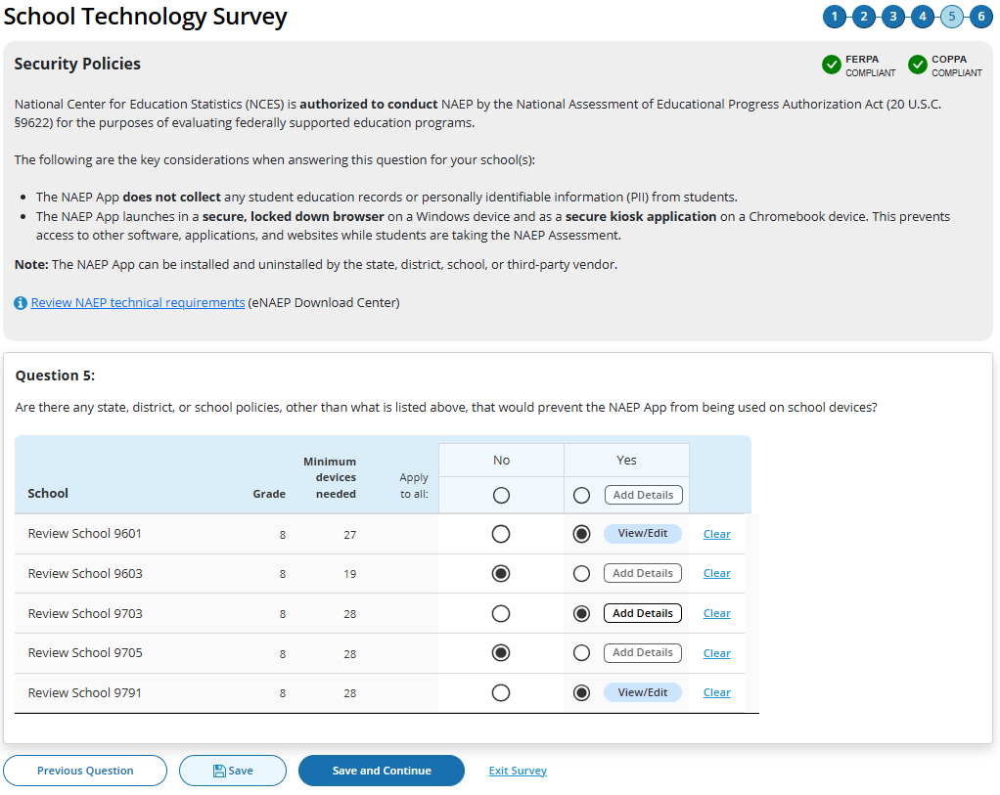 School Technology Survey
1 2 3 4 5 6
Security Policies
FERPA
COMPLIANT
COPPA
COMPLIANT
National Center for Education Statistics (NCES) is authorized to conduct NAEP by the National Assessment of Educational Progress Authorization Act (20 U.S.C.
§9622) for the purposes of evaluating federally supported education programs.
The following are the key considerations when answering this question for your school(s):
• The NAEP App does not collect any student education records or personally identifiable information (PII) from students.
• The NAEP App launches in a secure, locked down browser on a Windows device and as a secure kiosk application on a Chromebook device. This prevents
access to other software, applications, and websites while students are taking the NAEP Assessment.
Note: The NAEP App can be installed and uninstalled by the state, district, school, or third-party vendor.
Review NAEP technical requirements (eNAEP Download Center)
Question 5:
Are there any state, district, or school policies, other than what is listed above, that would prevent the NAEP App from being used on school devices?
School
Grade
Minimum
devices
needed
Apply
to all:
No
Yes
Add Details
Review School 9601 8 27 View/Edit Clear
Review School 9603 8 19 Add Details Clear
Review School 9703 8 28 Add Details Clear
Review School 9705 8 28 Add Details Clear
Review School 9791 8 28 View/Edit Clear
Previous Question Save Save and Continue Exit Survey